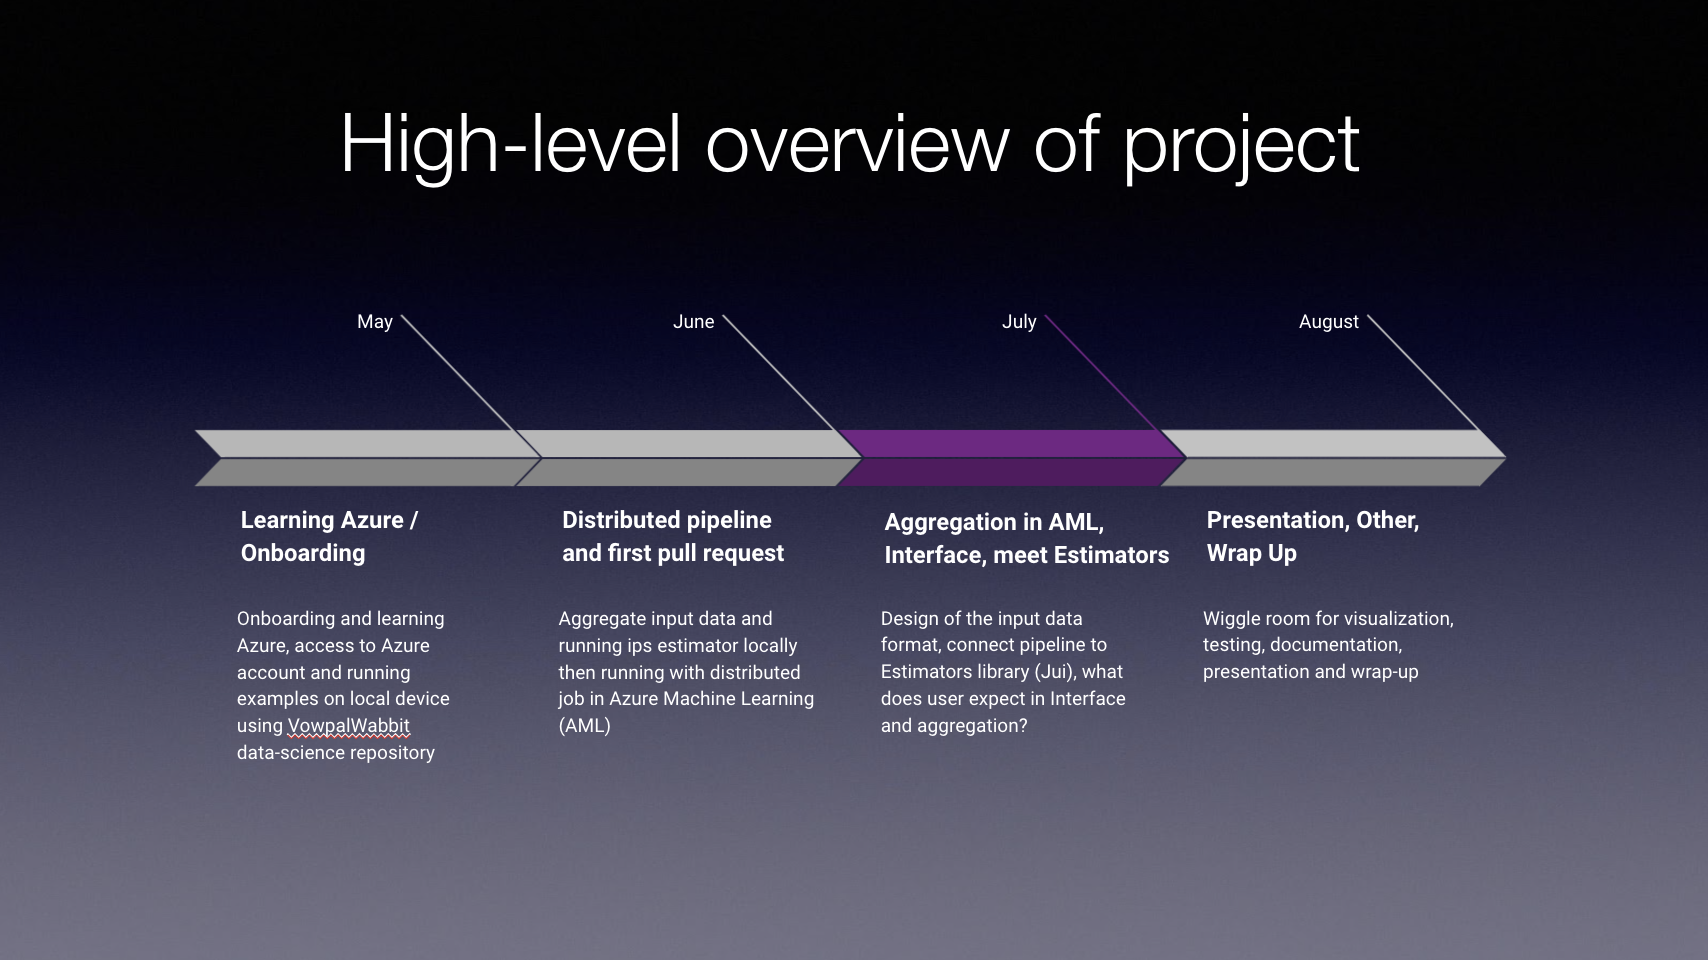 High-level overview of project
May
June
July
August
Learning Azure /
Onboarding
Onboarding and learning
Azure, access to Azure
account and running
examples on local device
using VowpalWabbit
data-science repository
Distributed pipeline
and first pull request
Aggregate input data and
running ips estimator locally
then running with distributed
job in Azure Machine Learning
(AML)
Aggregation in AML,
Interface, meet Estimators
Design of the input data
format, connect pipeline to
Estimators library (Jui), what
does user expect in Interface
and aggregation?
Presentation, Other,
Wrap Up
Wiggle room for visualization,
testing, documentation,
presentation and wrap-up